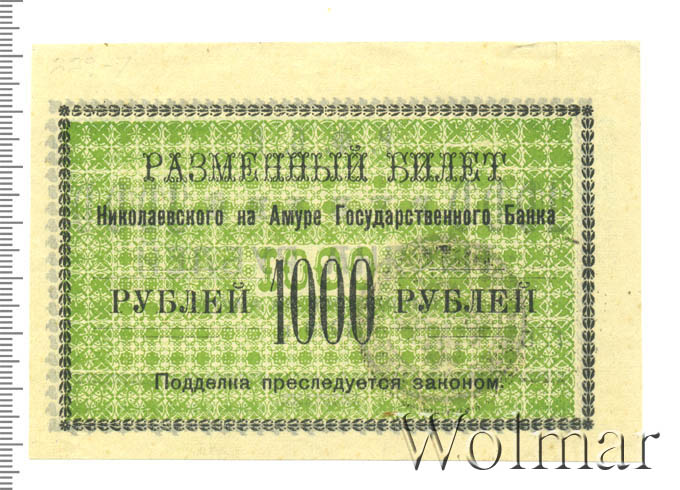 РАЗМЕННЫЙ БИЛЕТ
Николаевского на Амуре Государственного Банка
РУБЛЕЙ 1000 РУБЛЕЙ
Подделка преследуется законом.
Wolmar